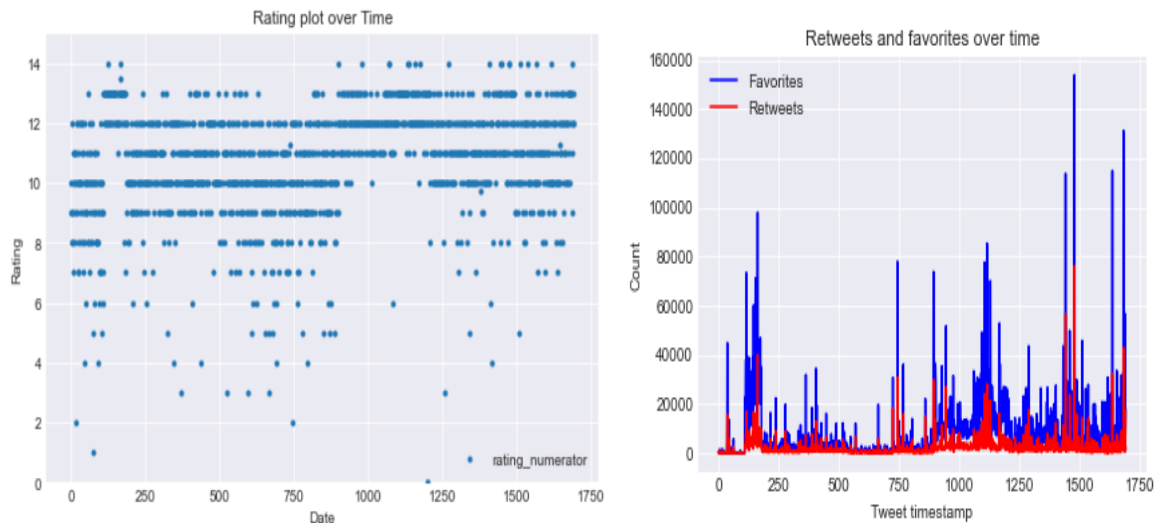 Rating plot over Time
14
12
10
8
6
4
2
0
Rating
rating_numerator
0 250 500 750 1000 1250 1500 1750
Date
Retweets and favorites over time
160000
140000
120000
100000
80000
60000
40000
20000
0
Count
Favorites
Retweets
0 250 500 750 1000 1250 1500 1750
Tweet timestamp